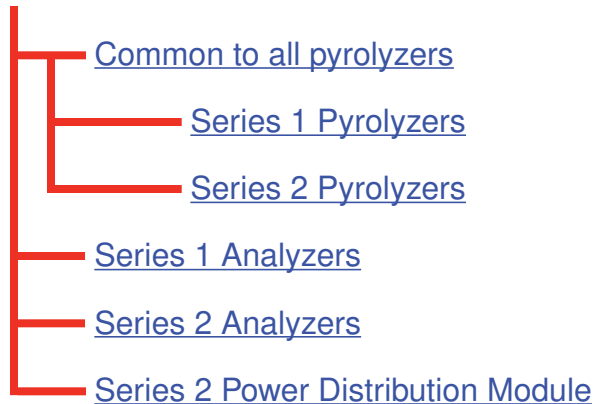 Common to all pyrolyzers
Series 1 Pyrolyzers
Series 2 Pyrolyzers
Series 1 Analyzers
Series 2 Analyzers
Series 2 Power Distribution Module